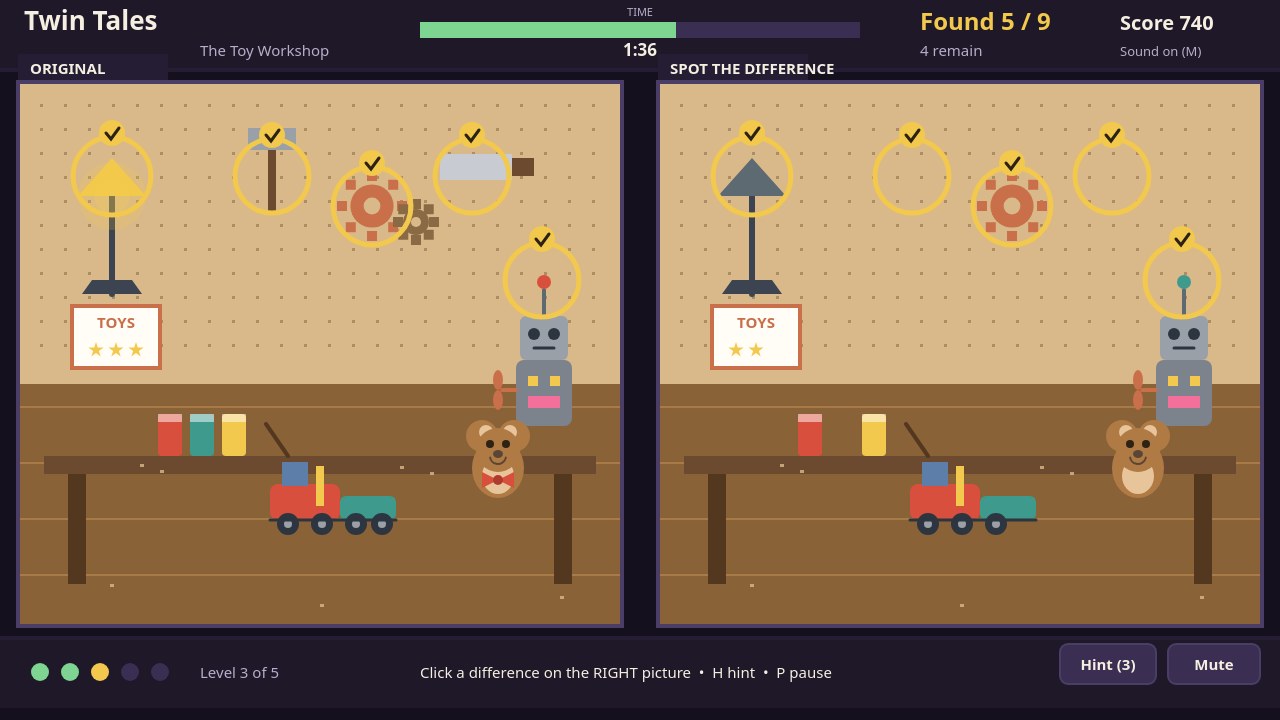 Twin Tales
The Toy Workshop
TIME
1:36
Found 5 / 9
4 remain
Score 740
Sound on (M)
ORIGINAL
SPOT THE DIFFERENCE
TOYS
TOYS
Level 3 of 5
Click a difference on the RIGHT picture • H hint • P pause
Hint (3)
Mute